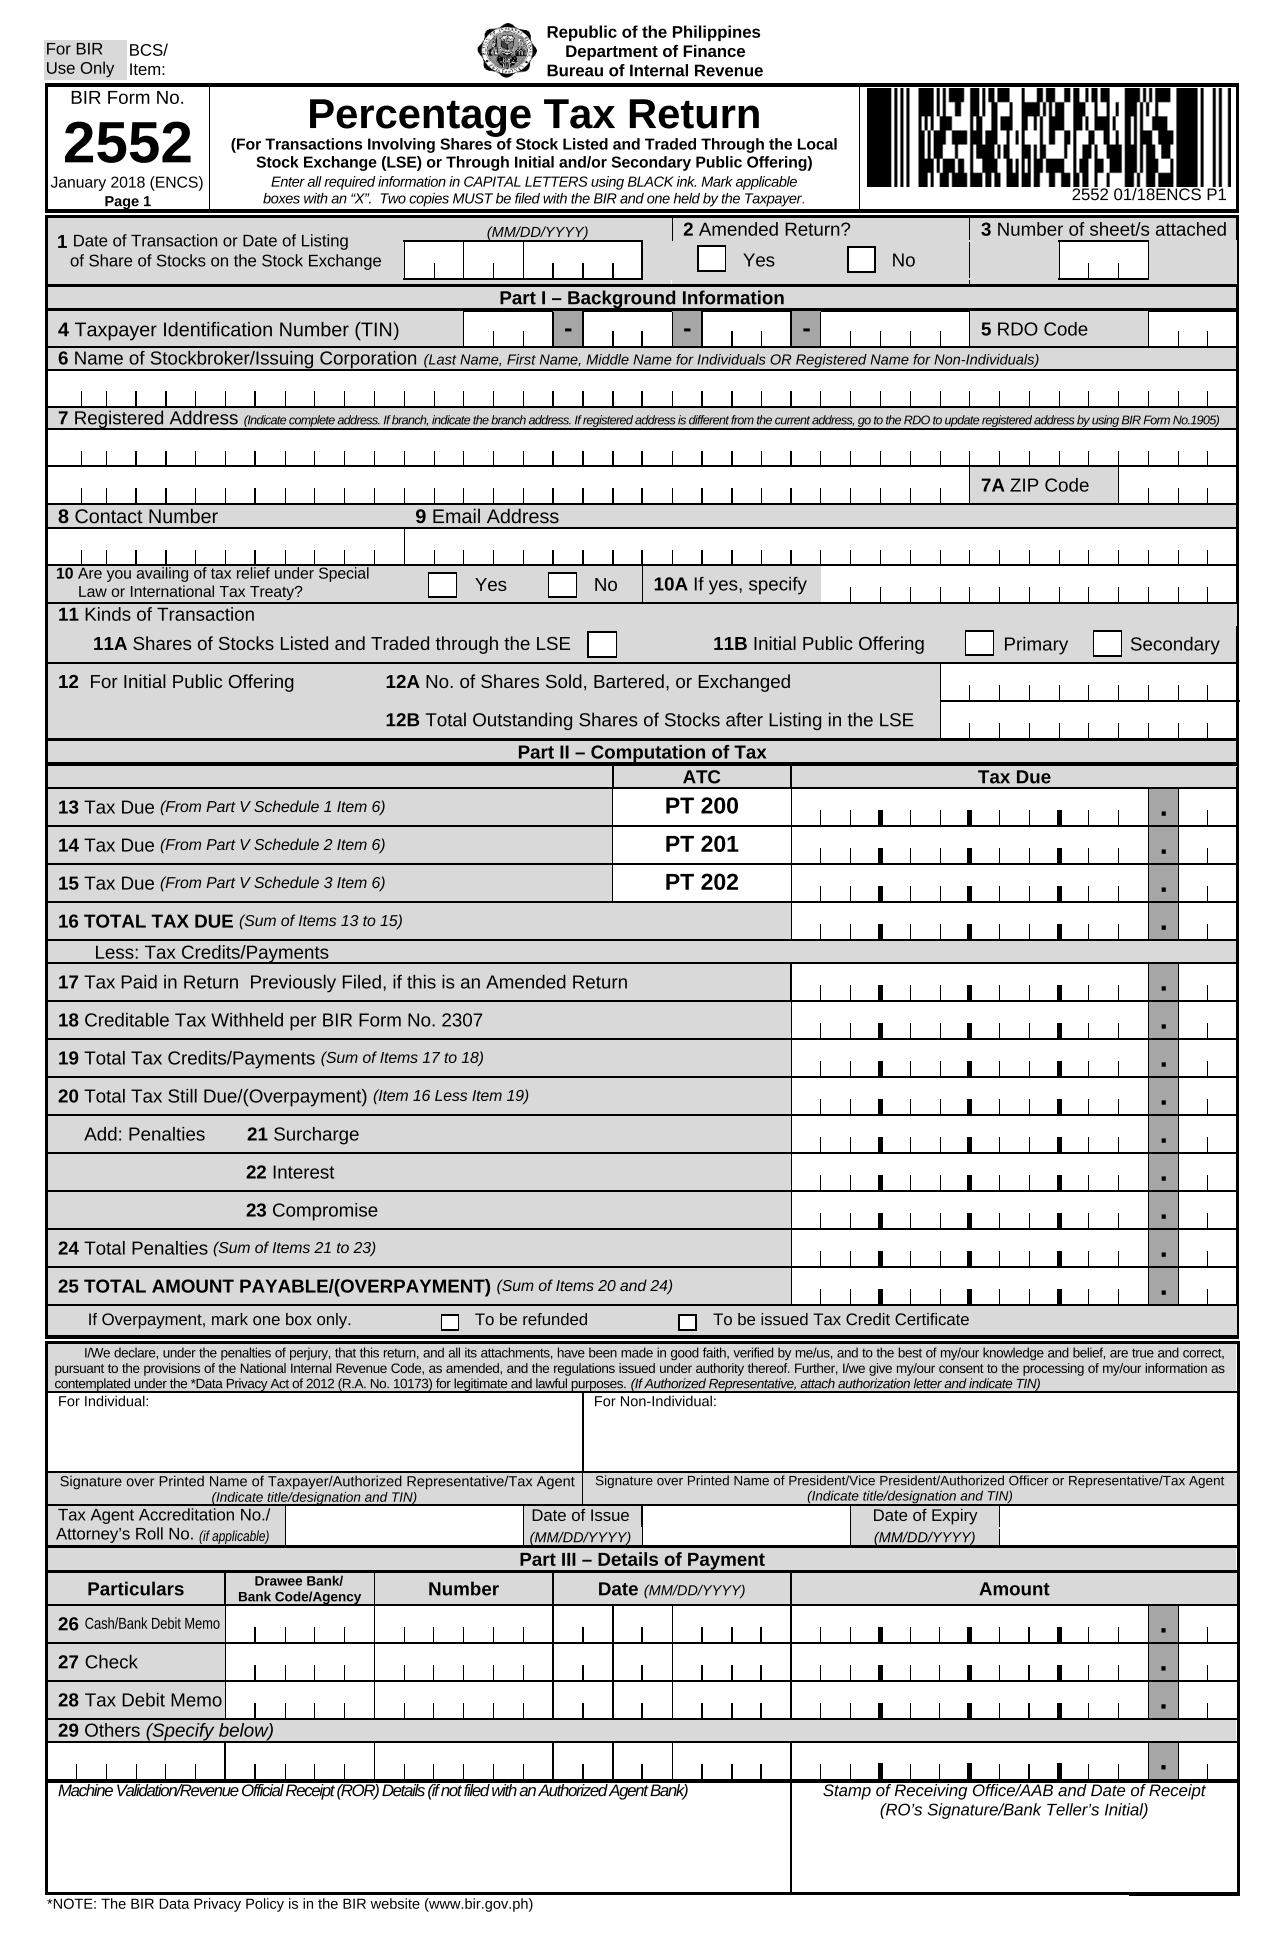 For BIR
Use Only
BCS/
Item:
Republic of the Philippines
Department of Finance
Bureau of Internal Revenue
BIR Form No.
2552
January 2018 (ENCS)
Page 1
Percentage Tax Return
(For Transactions Involving Shares of Stock Listed and Traded Through the Local
Stock Exchange (LSE) or Through Initial and/or Secondary Public Offering)
Enter all required information in CAPITAL LETTERS using BLACK ink. Mark applicable
boxes with an “X”. Two copies MUST be filed with the BIR and one held by the Taxpayer.
2552 01/18ENCS P1
1 Date of Transaction or Date of Listing
of Share of Stocks on the Stock Exchange
(MM/DD/YYYY)
2 Amended Return?
Yes No
3 Number of sheet/s attached
Part I – Background Information
4 Taxpayer Identification Number (TIN) - - - 5 RDO Code
6 Name of Stockbroker/Issuing Corporation (Last Name, First Name, Middle Name for Individuals OR Registered Name for Non-Individuals)
7 Registered Address (Indicate complete address. If branch, indicate the branch address. If registered address is different from the current address, go to the RDO to update registered address by using BIR Form No.1905)
7A ZIP Code
8 Contact Number 9 Email Address
10 Are you availing of tax relief under Special
Law or International Tax Treaty?
Yes No 10A If yes, specify
11 Kinds of Transaction
11A Shares of Stocks Listed and Traded through the LSE 11B Initial Public Offering Primary Secondary
12 For Initial Public Offering 12A No. of Shares Sold, Bartered, or Exchanged
12B Total Outstanding Shares of Stocks after Listing in the LSE
Part II – Computation of Tax
ATC Tax Due
13 Tax Due (From Part V Schedule 1 Item 6) PT 200 .
14 Tax Due (From Part V Schedule 2 Item 6) PT 201 .
15 Tax Due (From Part V Schedule 3 Item 6) PT 202 .
16 TOTAL TAX DUE (Sum of Items 13 to 15) .
Less: Tax Credits/Payments
17 Tax Paid in Return Previously Filed, if this is an Amended Return .
18 Creditable Tax Withheld per BIR Form No. 2307 .
19 Total Tax Credits/Payments (Sum of Items 17 to 18) .
20 Total Tax Still Due/(Overpayment) (Item 16 Less Item 19) .
Add: Penalties 21 Surcharge .
22 Interest .
23 Compromise .
24 Total Penalties (Sum of Items 21 to 23) .
25 TOTAL AMOUNT PAYABLE/(OVERPAYMENT) (Sum of Items 20 and 24) .
If Overpayment, mark one box only. To be refunded To be issued Tax Credit Certificate
I/We declare, under the penalties of perjury, that this return, and all its attachments, have been made in good faith, verified by me/us, and to the best of my/our knowledge and belief, are true and correct,
pursuant to the provisions of the National Internal Revenue Code, as amended, and the regulations issued under authority thereof. Further, I/we give my/our consent to the processing of my/our information as
contemplated under the *Data Privacy Act of 2012 (R.A. No. 10173) for legitimate and lawful purposes. (If Authorized Representative, attach authorization letter and indicate TIN)
For Individual: For Non-Individual:
Signature over Printed Name of Taxpayer/Authorized Representative/Tax Agent
(Indicate title/designation and TIN)
Signature over Printed Name of President/Vice President/Authorized Officer or Representative/Tax Agent
(Indicate title/designation and TIN)
Tax Agent Accreditation No./
Attorney’s Roll No. (if applicable)
Date of Issue
(MM/DD/YYYY)
Date of Expiry
(MM/DD/YYYY)
Part III – Details of Payment
Particulars
Drawee Bank/
Bank Code/Agency
Number Date (MM/DD/YYYY) Amount
26 Cash/Bank Debit Memo .
27 Check .
28 Tax Debit Memo .
29 Others (Specify below)
.
Machine Validation/Revenue Official Receipt (ROR) Details (if not filed with an Authorized Agent Bank)
Stamp of Receiving Office/AAB and Date of Receipt
(RO’s Signature/Bank Teller’s Initial)
*NOTE: The BIR Data Privacy Policy is in the BIR website (www.bir.gov.ph)